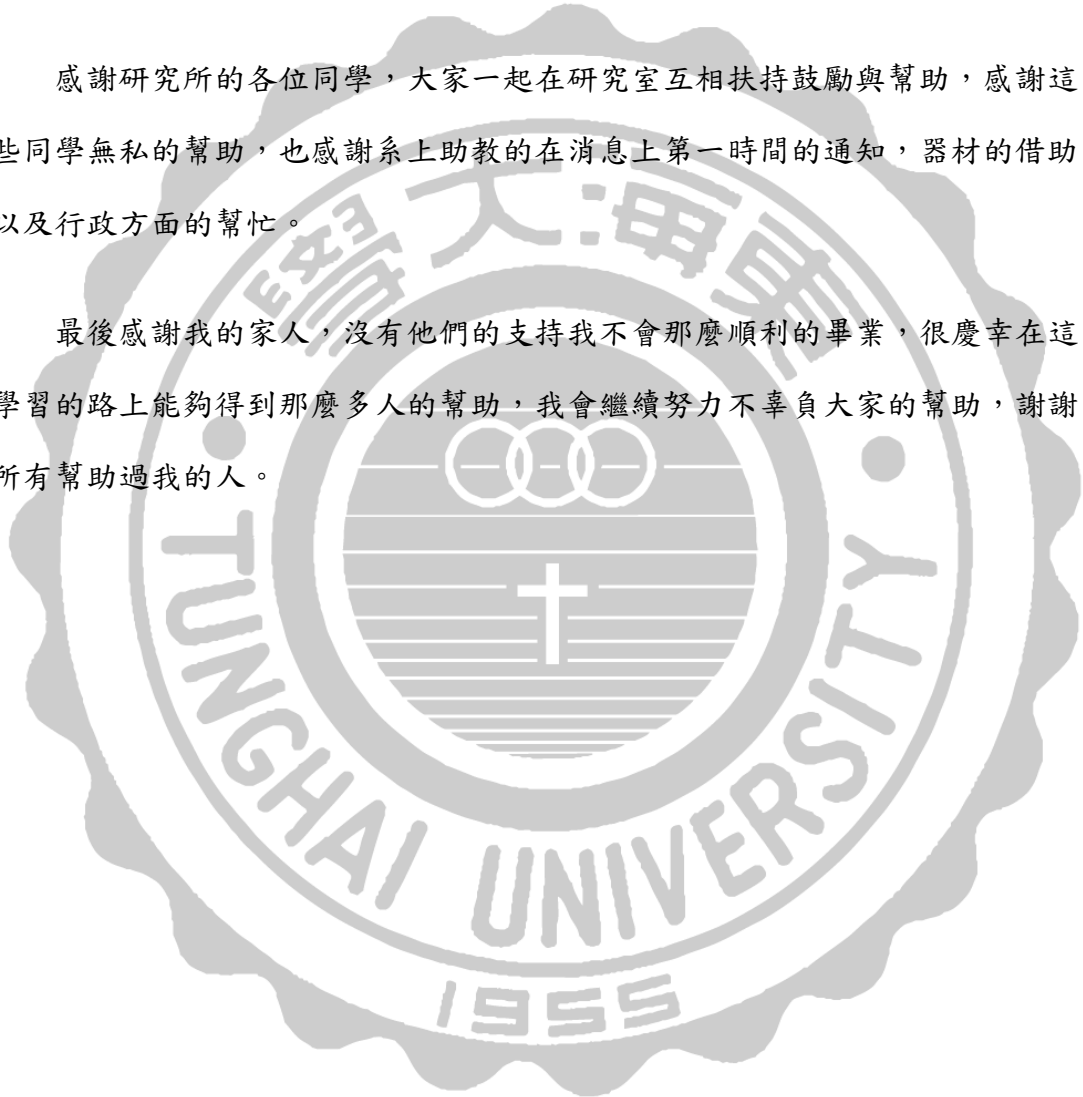 感謝研究所的各位同學,大家一起在研究室互相扶持鼓勵與幫助,感謝這
些同學無私的幫助,也感謝系上助教的在消息上第一時間的通知,器材的借助
以及行政方面的幫忙。
最後感謝我的家人,沒有他們的支持我不會那麼順利的畢業,很慶幸在這
學習的路上能夠得到那麼多人的幫助,我會繼續努力不辜負大家的幫助,謝謝
所有幫助過我的人。
學大海東
TUNGHAI UNIVERSITY
1955